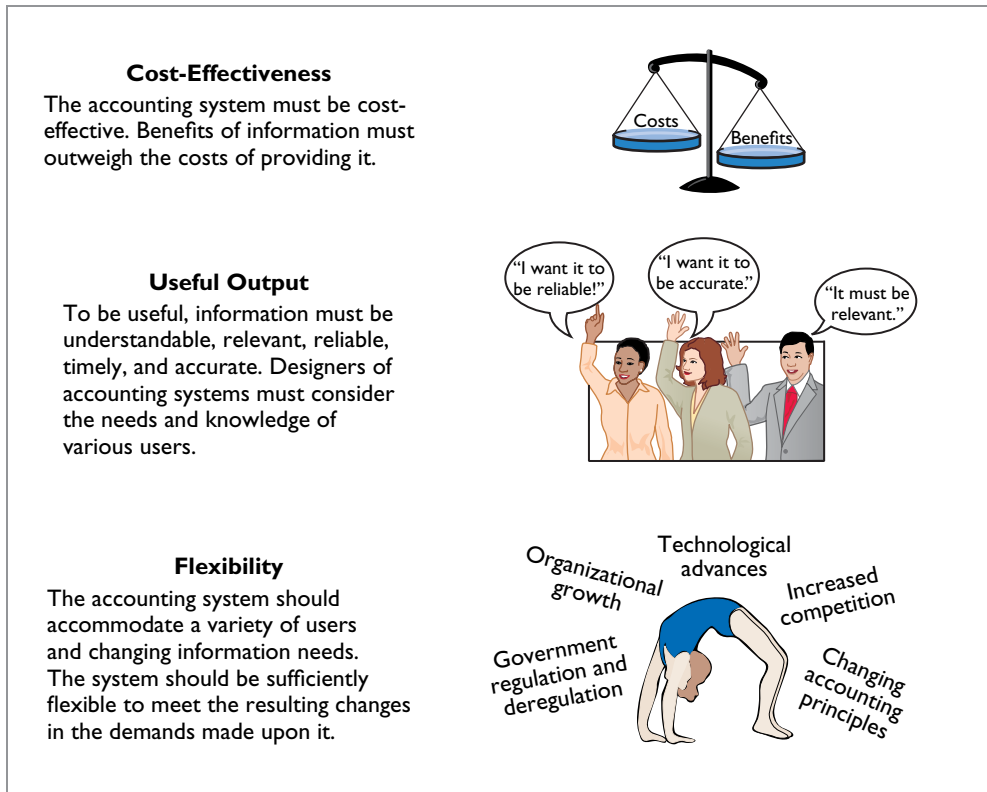 Cost-Effectiveness
The accounting system must be cost-
effective. Benefits of information must
outweigh the costs of providing it.
Costs
Benefits
Useful Output
To be useful, information must be
understandable, relevant, reliable,
timely, and accurate. Designers of
accounting systems must consider
the needs and knowledge of
various users.
“I want it to
be reliable!”
“I want it to
be accurate.”
“It must be
relevant.”
Flexibility
The accounting system should
accommodate a variety of users
and changing information needs.
The system should be sufficiently
flexible to meet the resulting changes
in the demands made upon it.
Government
regulation and
deregulation
Organizational
growth
Technological
advances
Increased
competition
Changing
accounting
principles